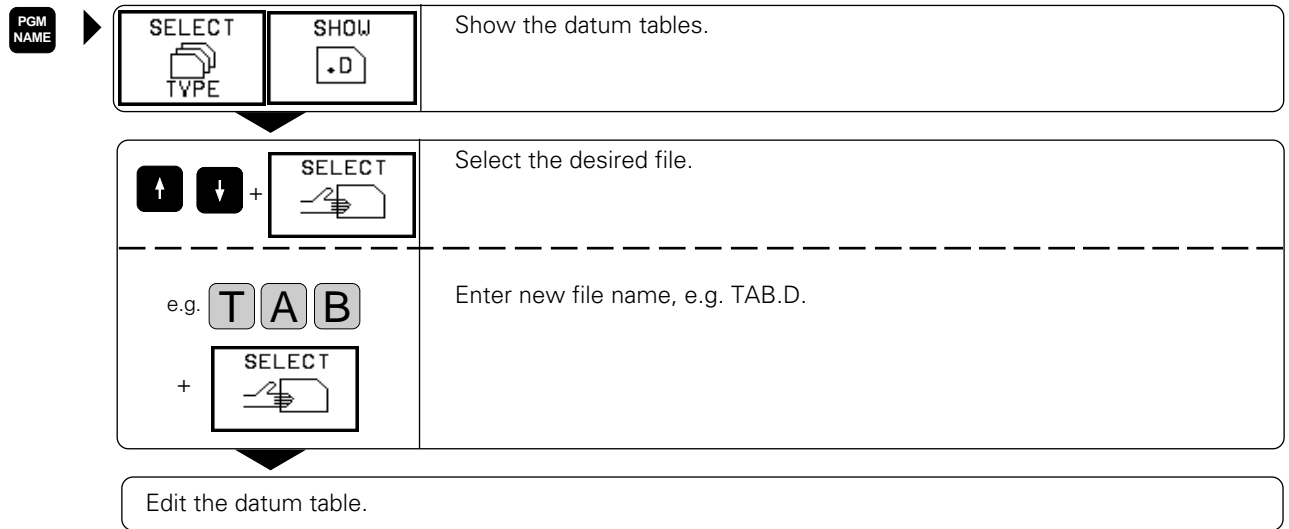 PGM
NAME
SELECT
TYPE
SHOW
.D
Show the datum tables.
+
SELECT
Select the desired file.
e.g. T A B
+
SELECT
Enter new file name, e.g. TAB.D.
Edit the datum table.